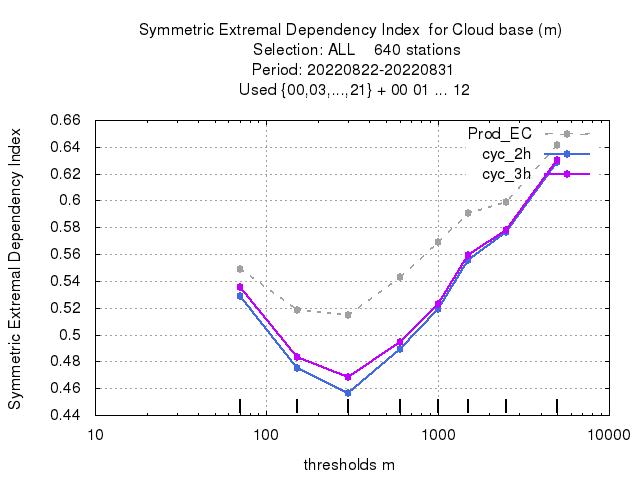 Symmetric Extremal Dependency Index  for Cloud base (m)
Selection: ALL    640 stations
Period: 20220822-20220831
Used {00,03,...,21} + 00 01 ... 12
Symmetric Extremal Dependency Index
0.66
0.64
0.62
0.6
0.58
0.56
0.54
0.52
0.5
0.48
0.46
0.44
Prod_EC
cyc_2h
cyc_3h
10
100
1000
10000
thresholds m